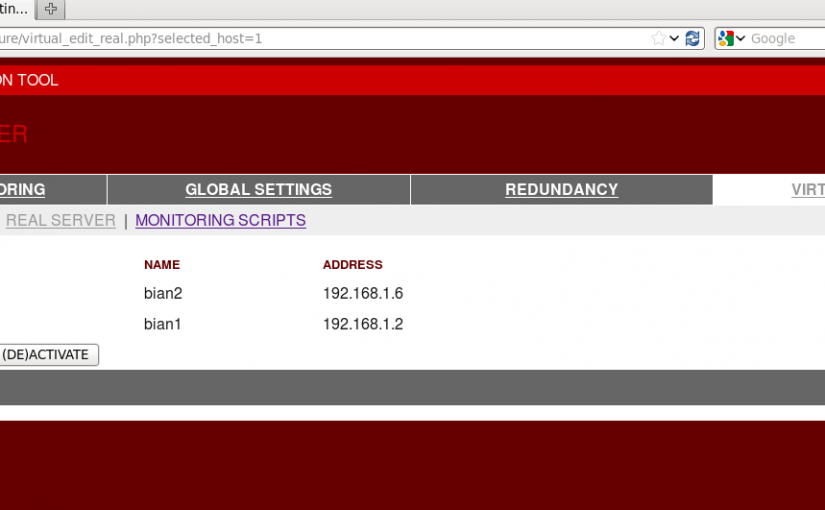 tin...
ure/virtual_edit_real.php?selected_host=1
Google
ON TOOL
ER
ORING
GLOBAL SETTINGS
REDUNDANCY
VIRT
REAL SERVER | MONITORING SCRIPTS
NAME ADDRESS
bian2 192.168.1.6
bian1 192.168.1.2
(DE)ACTIVATE